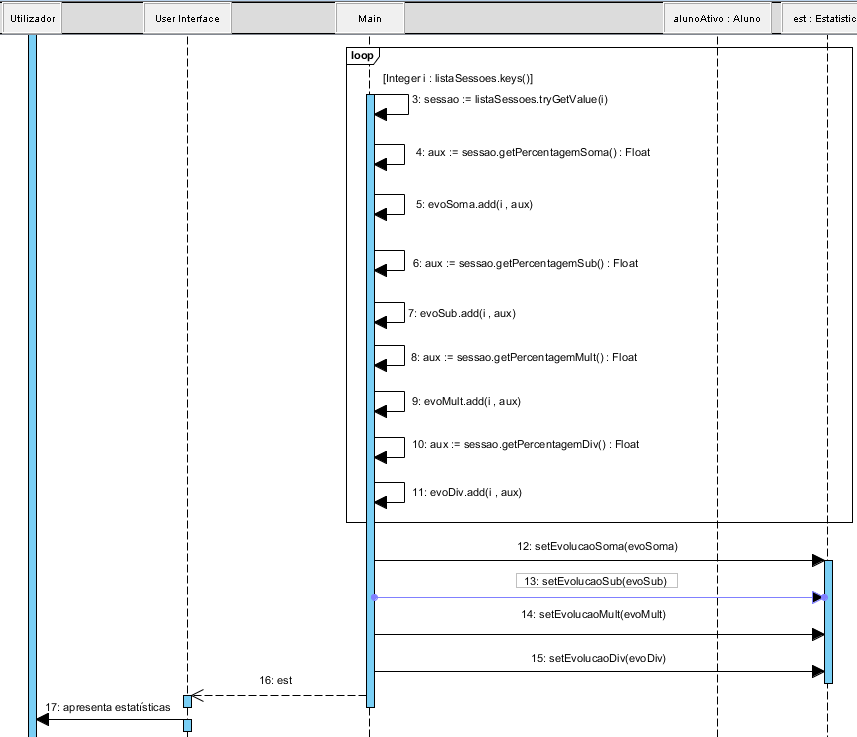 Utilizador
User Interface
Main
alunoAtivo : Aluno
est : Estatistic
loop
[Integer i : listaSessoes.keys()]
3: sessao := listaSessoes.tryGetValue(i)
4: aux := sessao.getPercentagemSoma() : Float
5: evoSoma.add(i , aux)
6: aux := sessao.getPercentagemSub() : Float
7: evoSub.add(i , aux)
8: aux := sessao.getPercentagemMult() : Float
9: evoMult.add(i , aux)
10: aux := sessao.getPercentagemDiv() : Float
11: evoDiv.add(i , aux)
12: setEvolucaoSoma(evoSoma)
13: setEvolucaoSub(evoSub)
14: setEvolucaoMult(evoMult)
15: setEvolucaoDiv(evoDiv)
16: est
17: apresenta estatísticas